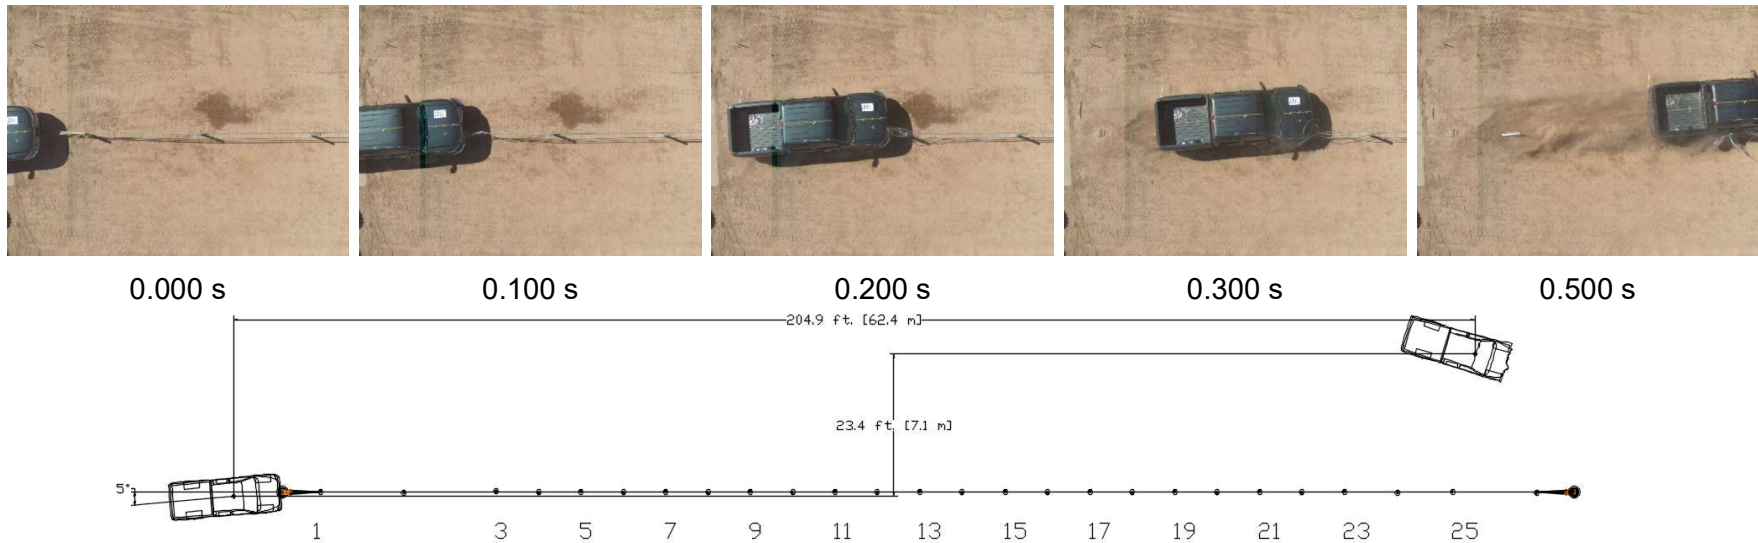 0.000 s
0.100 s
0.200 s
0.300 s
0.500 s
204.9 ft. [62.4 m]
23.4 ft. [7.1 m]
5°
1 3 5 7 9 11 13 15 17 19 21 23 25